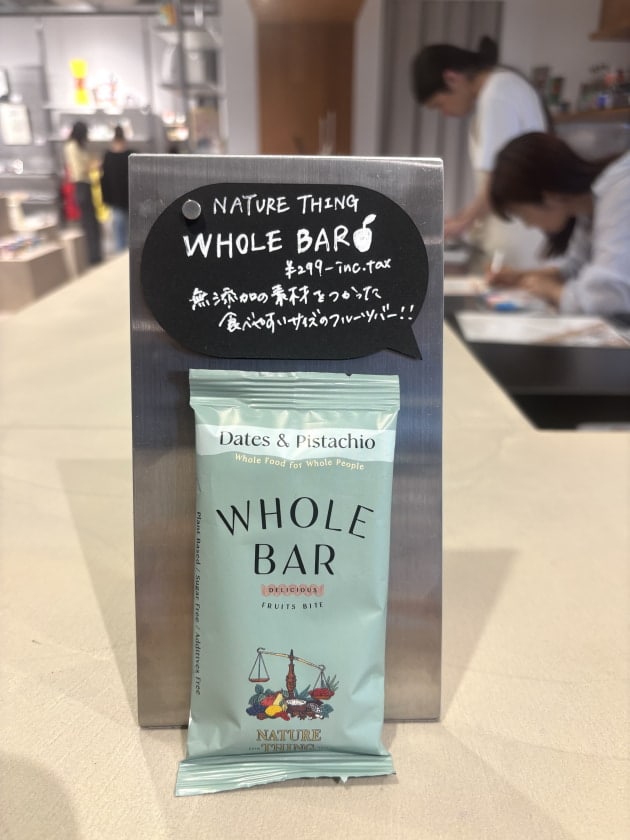 NATURE THING
WHOLE BAR
¥299-inc.tax
無添加の素材をつかった
食べやすいサイズのフルーツバー!!
Dates & Pistachio
Whole Food for Whole People
WHOLE
BAR
DELICIOUS
FRUITS BITE
Plant Based / Sugar Free / Additives Free
NATURE
THING